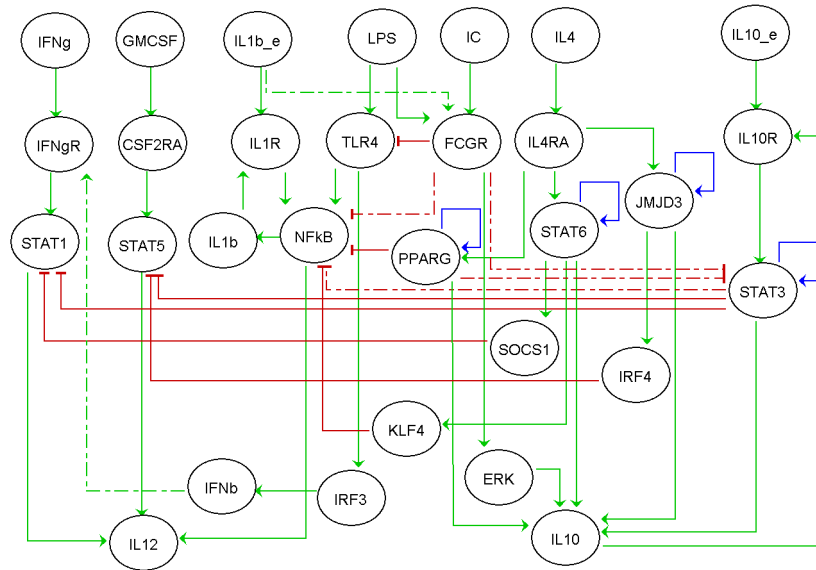 IFNg
GMCSF
IL1b_e
LPS
IC
IL4
IL10_e
IFNgR
CSF2RA
IL1R
TLR4
FCGR
IL4RA
IL10R
JMJD3
STAT1
STAT5
IL1b
NFkB
PPARG
STAT6
STAT3
SOCS1
IRF4
KLF4
ERK
IFNb
IRF3
IL12
IL10